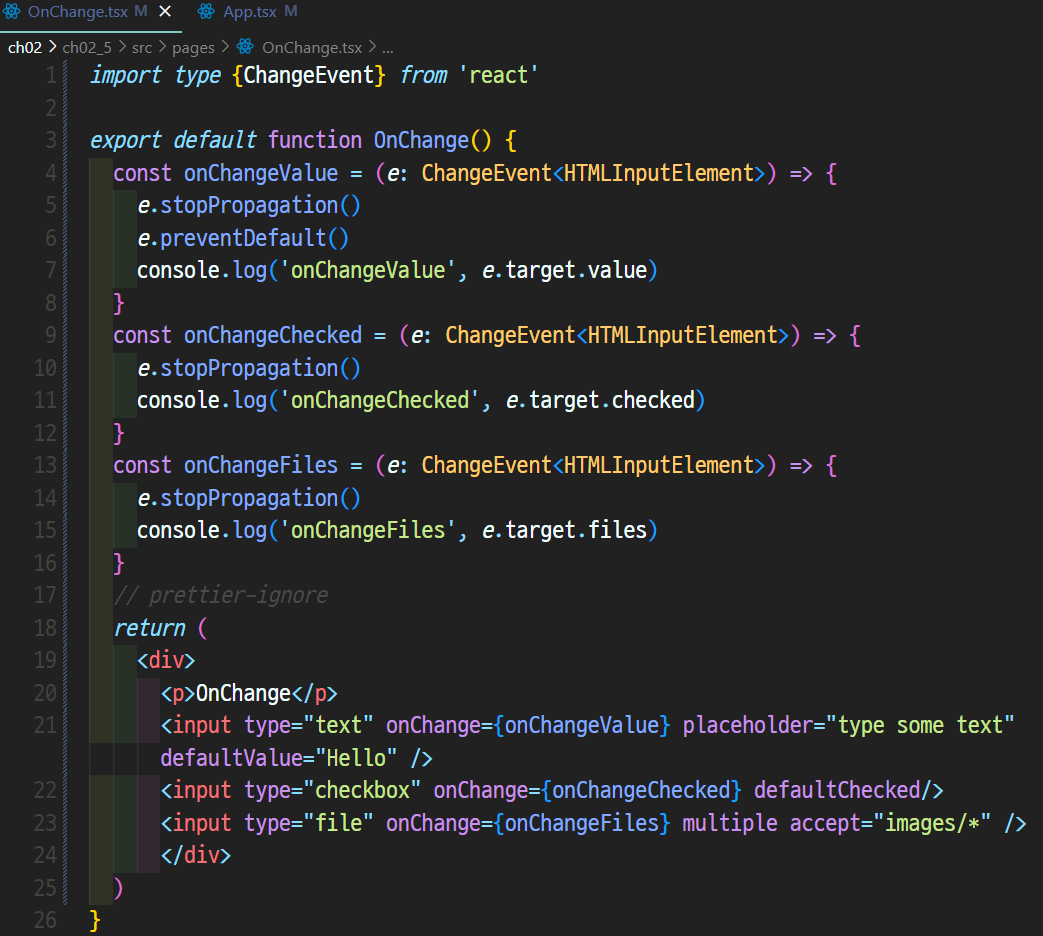 OnChange.tsx M × App.tsx M
ch02 > ch02_5 > src > pages > OnChange.tsx > ...
1 import type {ChangeEvent} from 'react'
2
3 export default function OnChange() {
4 const onChangeValue = (e: ChangeEvent<HTMLInputElement>) => {
5 e.stopPropagation()
6 e.preventDefault()
7 console.log('onChangeValue', e.target.value)
8 }
9 const onChangeChecked = (e: ChangeEvent<HTMLInputElement>) => {
10 e.stopPropagation()
11 console.log('onChangeChecked', e.target.checked)
12 }
13 const onChangeFiles = (e: ChangeEvent<HTMLInputElement>) => {
14 e.stopPropagation()
15 console.log('onChangeFiles', e.target.files)
16 }
17 // prettier-ignore
18 return (
19 <div>
20 <p>OnChange</p>
21 <input type="text" onChange={onChangeValue} placeholder="type some text"
defaultValue="Hello" />
22 <input type="checkbox" onChange={onChangeChecked} defaultChecked/>
23 <input type="file" onChange={onChangeFiles} multiple accept="images/*" />
24 </div>
25 )
26 }